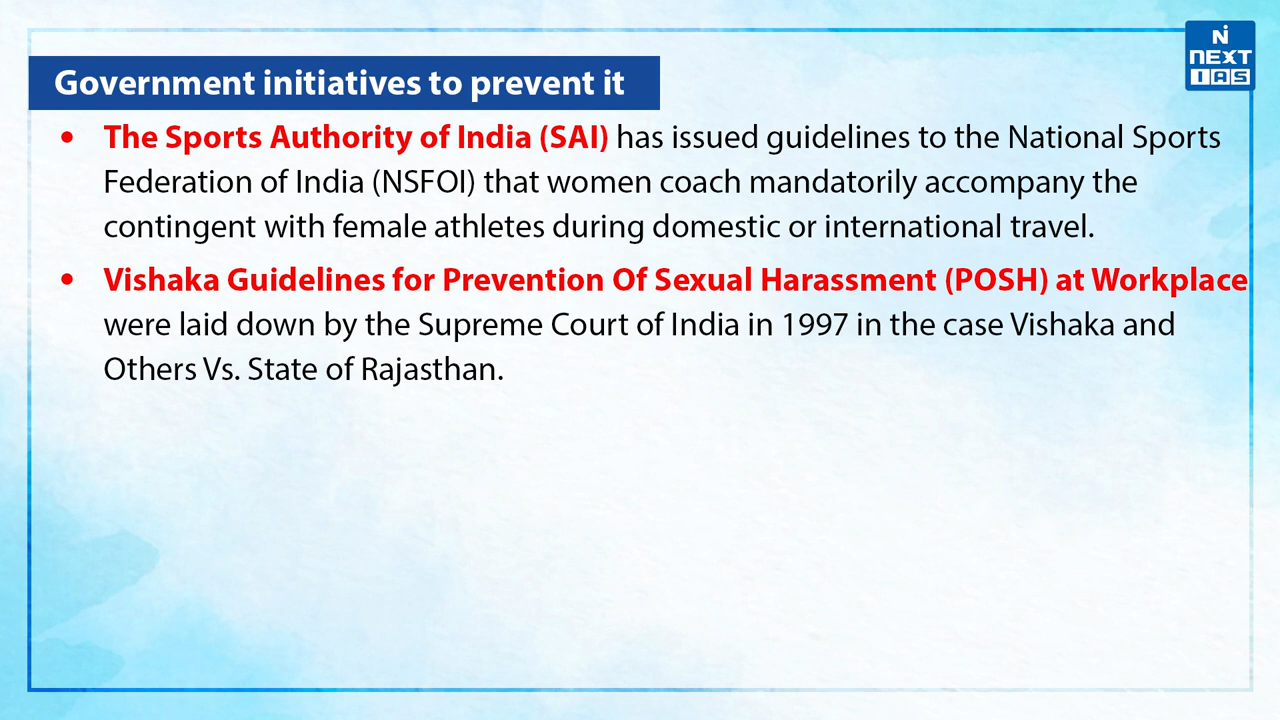 NEXT
IAS
Government initiatives to prevent it
• The Sports Authority of India (SAI) has issued guidelines to the National Sports
Federation of India (NSFOI) that women coach mandatorily accompany the
contingent with female athletes during domestic or international travel.
• Vishaka Guidelines for Prevention Of Sexual Harassment (POSH) at Workplace
were laid down by the Supreme Court of India in 1997 in the case Vishaka and
Others Vs. State of Rajasthan.